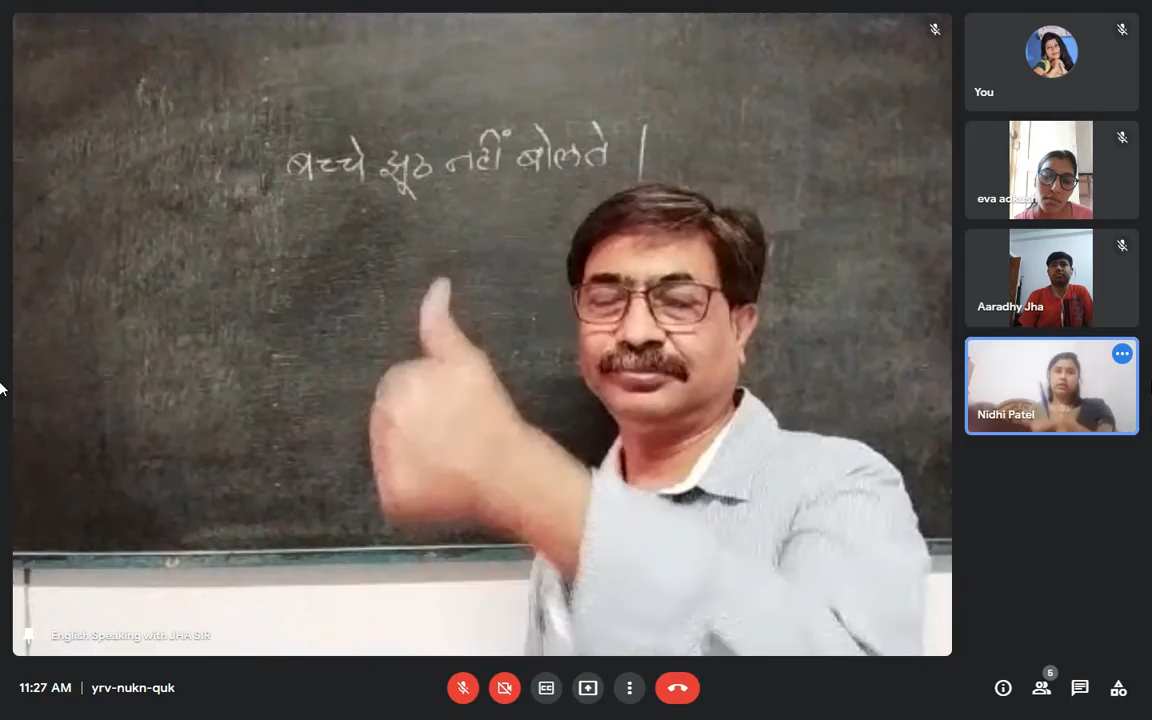 बच्चे झूठ नहीं बोलते |
You
Aaradhy Jha
Nidhi Patel
English Speaking with JHA SIR
11:27 AM | yrv-nukn-quk
CC
5